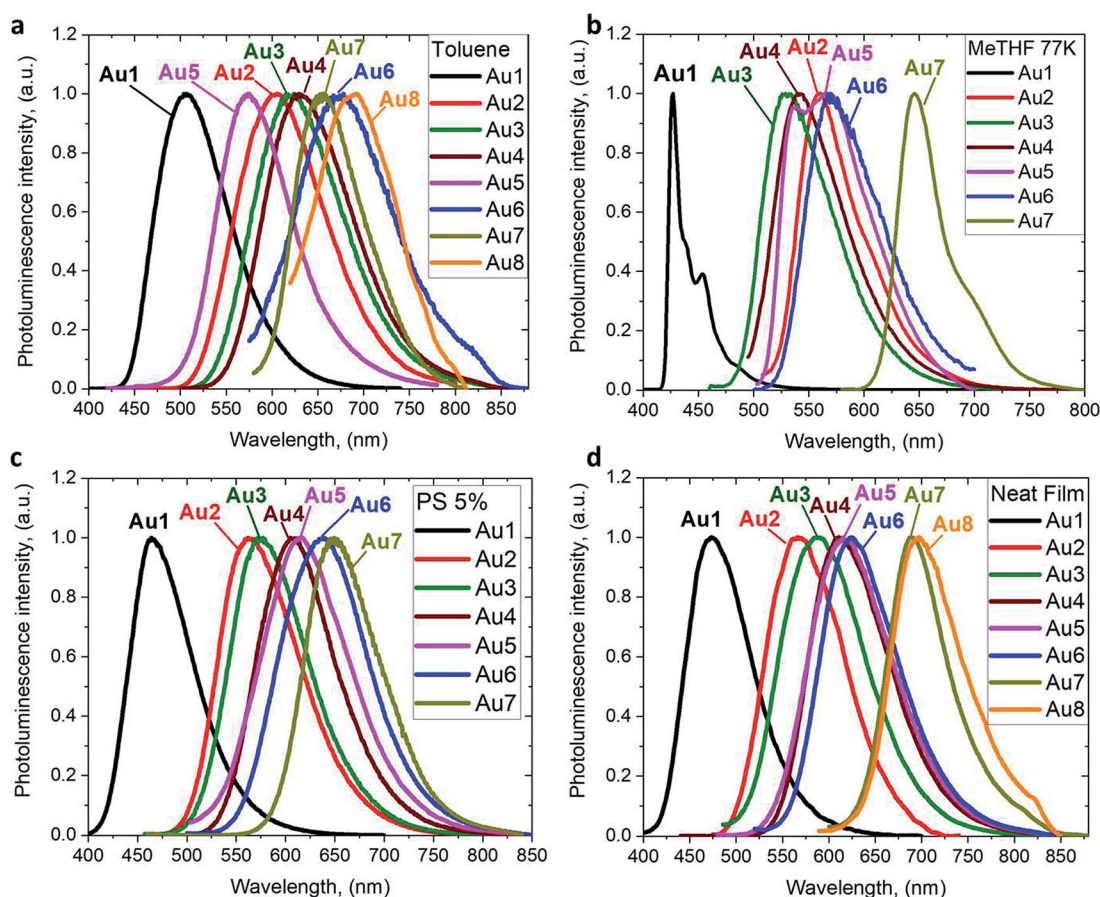 a
Toluene
Au1
Au2
Au3
Au4
Au5
Au6
Au7
Au8
Au1
Au5
Au2
Au3
Au4
Au7
Au6
Au8
Photoluminescence intensity, (a.u.)
1.2
1.0
0.8
0.6
0.4
0.2
0.0
400 450 500 550 600 650 700 750 800 850
Wavelength, (nm)
b
MeTHF 77K
Au1
Au2
Au3
Au4
Au5
Au6
Au7
Au1
Au3
Au4
Au2
Au5
Au6
Au7
Photoluminescence intensity, (a.u.)
1.2
1.0
0.8
0.6
0.4
0.2
0.0
400 450 500 550 600 650 700 750 800
Wavelength, (nm)
c
PS 5%
Au1
Au2
Au3
Au4
Au5
Au6
Au7
Au1
Au2
Au3
Au4
Au5
Au6
Au7
Photoluminescence intensity, (a.u.)
1.2
1.0
0.8
0.6
0.4
0.2
0.0
400 450 500 550 600 650 700 750 800 850
Wavelength, (nm)
d
Neat Film
Au1
Au2
Au3
Au4
Au5
Au6
Au7
Au8
Au1
Au2
Au3
Au4
Au5
Au6
Au7
Au8
Photoluminescence intensity, (a.u.)
1.2
1.0
0.8
0.6
0.4
0.2
0.0
400 450 500 550 600 650 700 750 800 850
Wavelength, (nm)